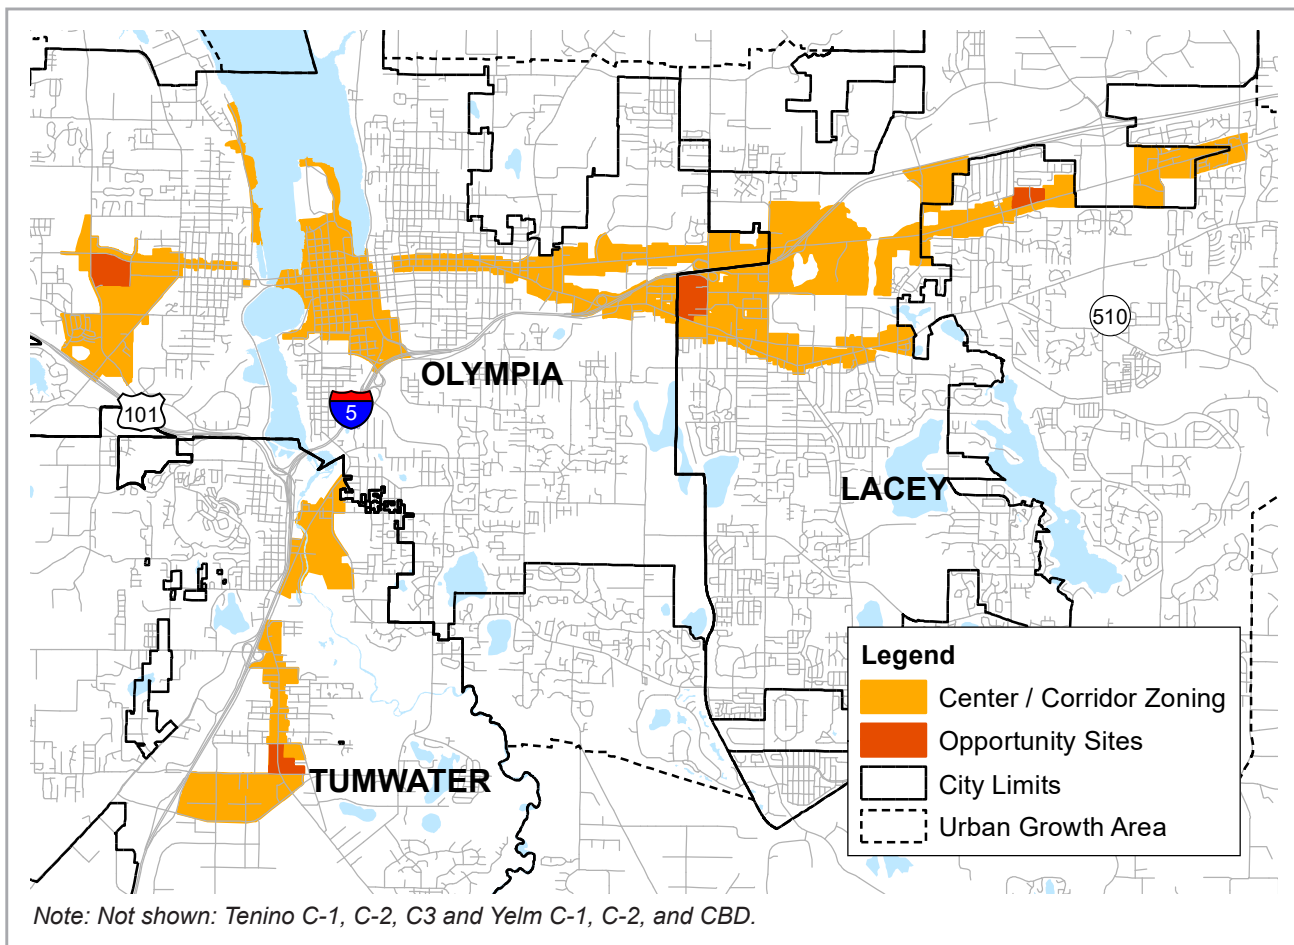 510
OLYMPIA
101
5
LACEY
TUMWATER
Legend
Center / Corridor Zoning
Opportunity Sites
City Limits
Urban Growth Area
Note: Not shown: Tenino C-1, C-2, C3 and Yelm C-1, C-2, and CBD.